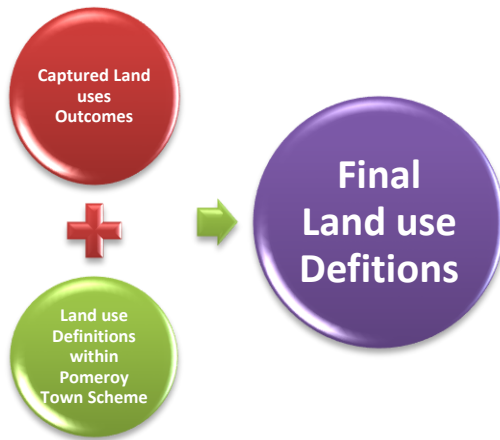 Captured Land
uses
Outcomes
Land use
Definitions
within
Pomeroy
Town Scheme
Final
Land use
Defitions